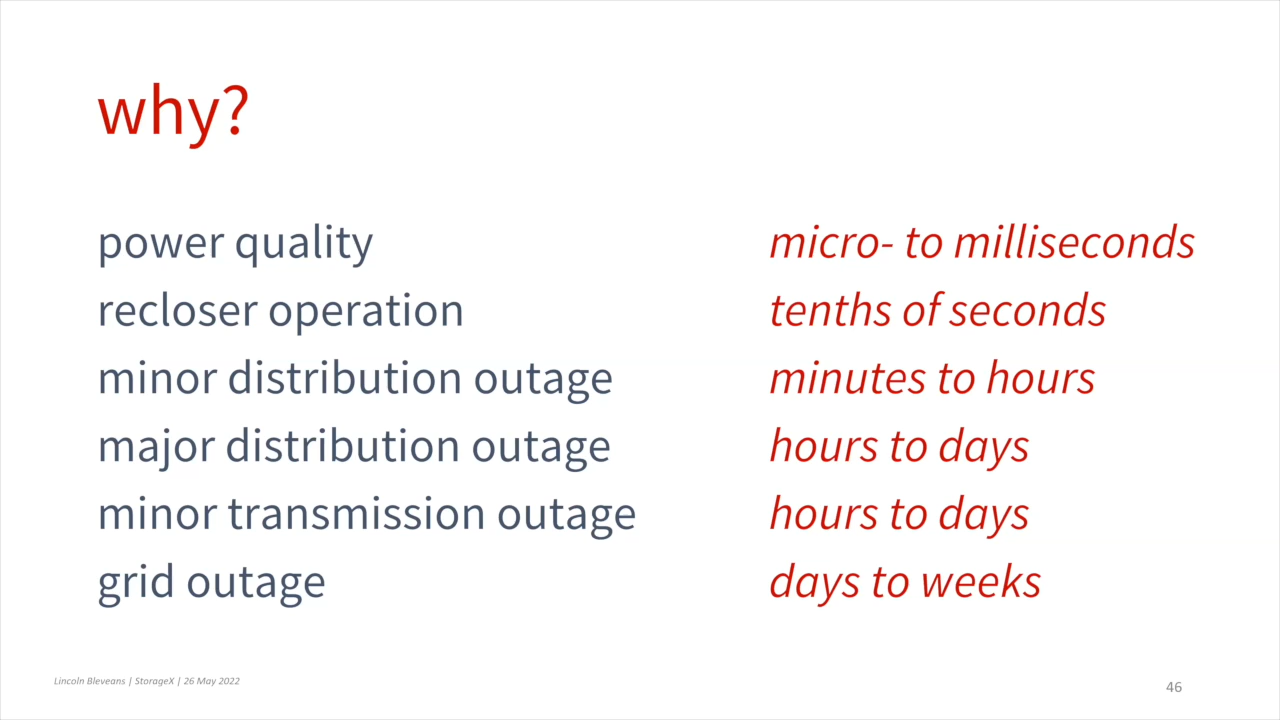 why?
power quality micro- to milliseconds
recloser operation tenths of seconds
minor distribution outage minutes to hours
major distribution outage hours to days
minor transmission outage hours to days
grid outage days to weeks
Lincoln Bleveans | StorageX | 26 May 2022
46